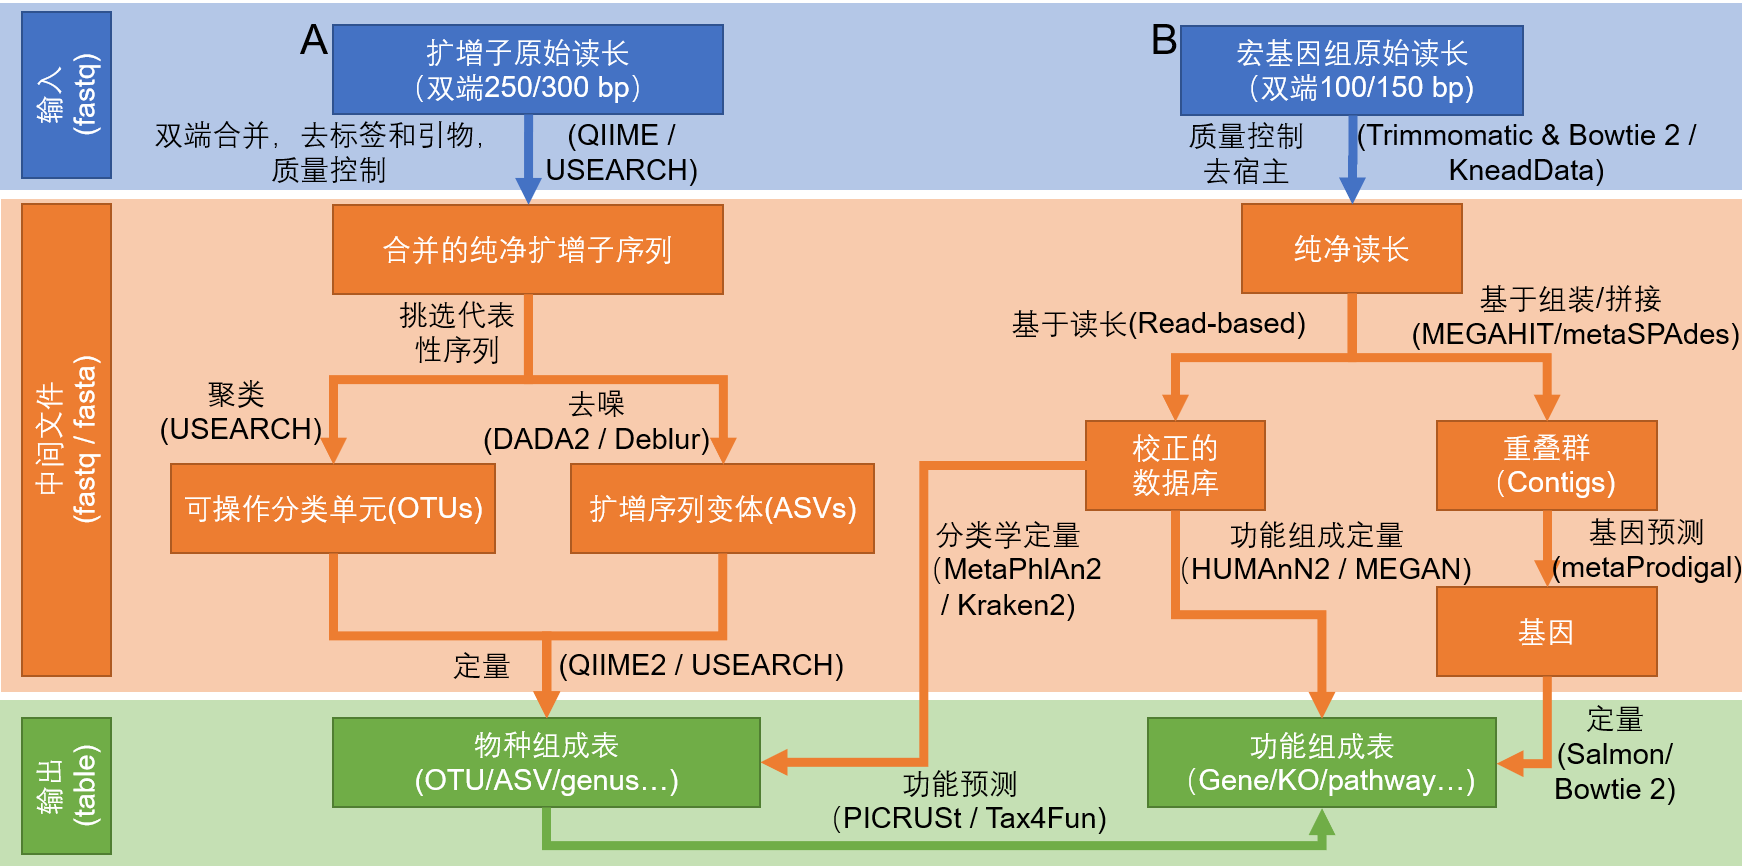 输入
(fastq)
A
扩增子原始读长
（双端250/300 bp）
双端合并，去标签和引物，
质量控制
(QIIME /
USEARCH)
B
宏基因组原始读长
（双端100/150 bp)
质量控制
去宿主
(Trimmomatic & Bowtie 2 /
KneadData)
中间文件
(fastq / fasta)
合并的纯净扩增子序列
挑选代表
性序列
聚类
(USEARCH)
去噪
(DADA2 / Deblur)
可操作分类单元(OTUs)
扩增序列变体(ASVs)
定量
(QIIME2 / USEARCH)
纯净读长
基于读长(Read-based)
基于组装/拼接
(MEGAHIT/metaSPAdes)
校正的
数据库
重叠群
（Contigs)
分类学定量
（MetaPhlAn2
/ Kraken2)
功能组成定量
（HUMAnN2 / MEGAN)
基因预测
(metaProdigal)
基因
输出
(table)
物种组成表
(OTU/ASV/genus…)
功能预测
（PICRUSt / Tax4Fun)
功能组成表
（Gene/KO/pathway…)
定量
(Salmon/
Bowtie 2)